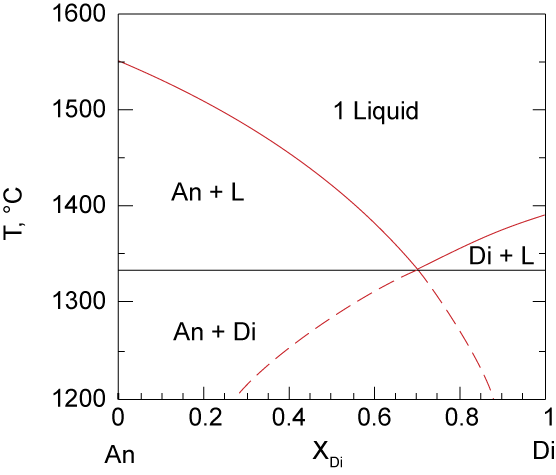 1600
1500
1400
1300
1200
T, °C
1 Liquid
An + L
Di + L
An + Di
0 0.2 0.4 0.6 0.8 1
An X_Di Di